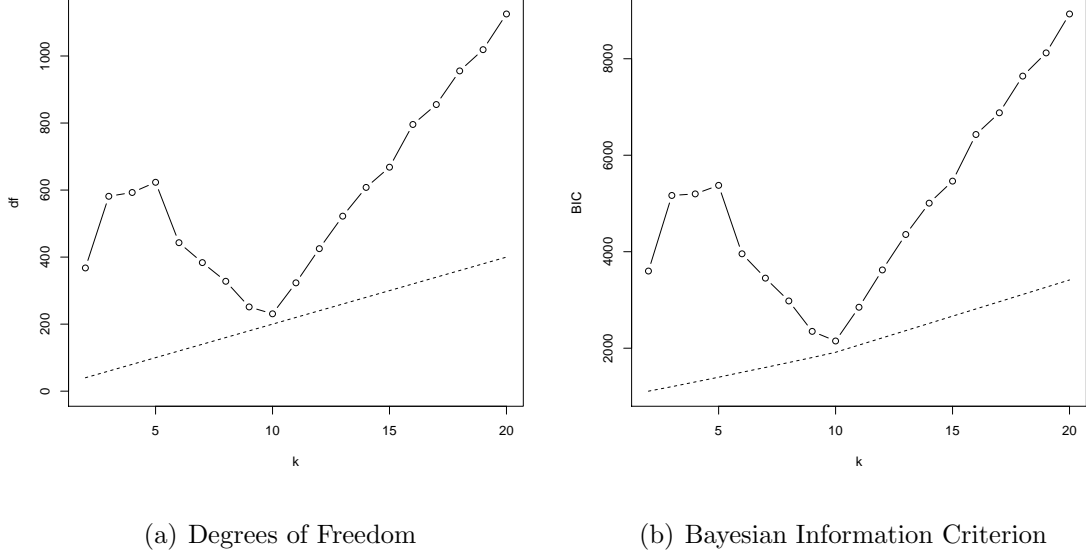 1000
800
600
400
200
0
df
5 10 15 20
k
8000
6000
4000
2000
BIC
5 10 15 20
k
(a) Degrees of Freedom
(b) Bayesian Information Criterion